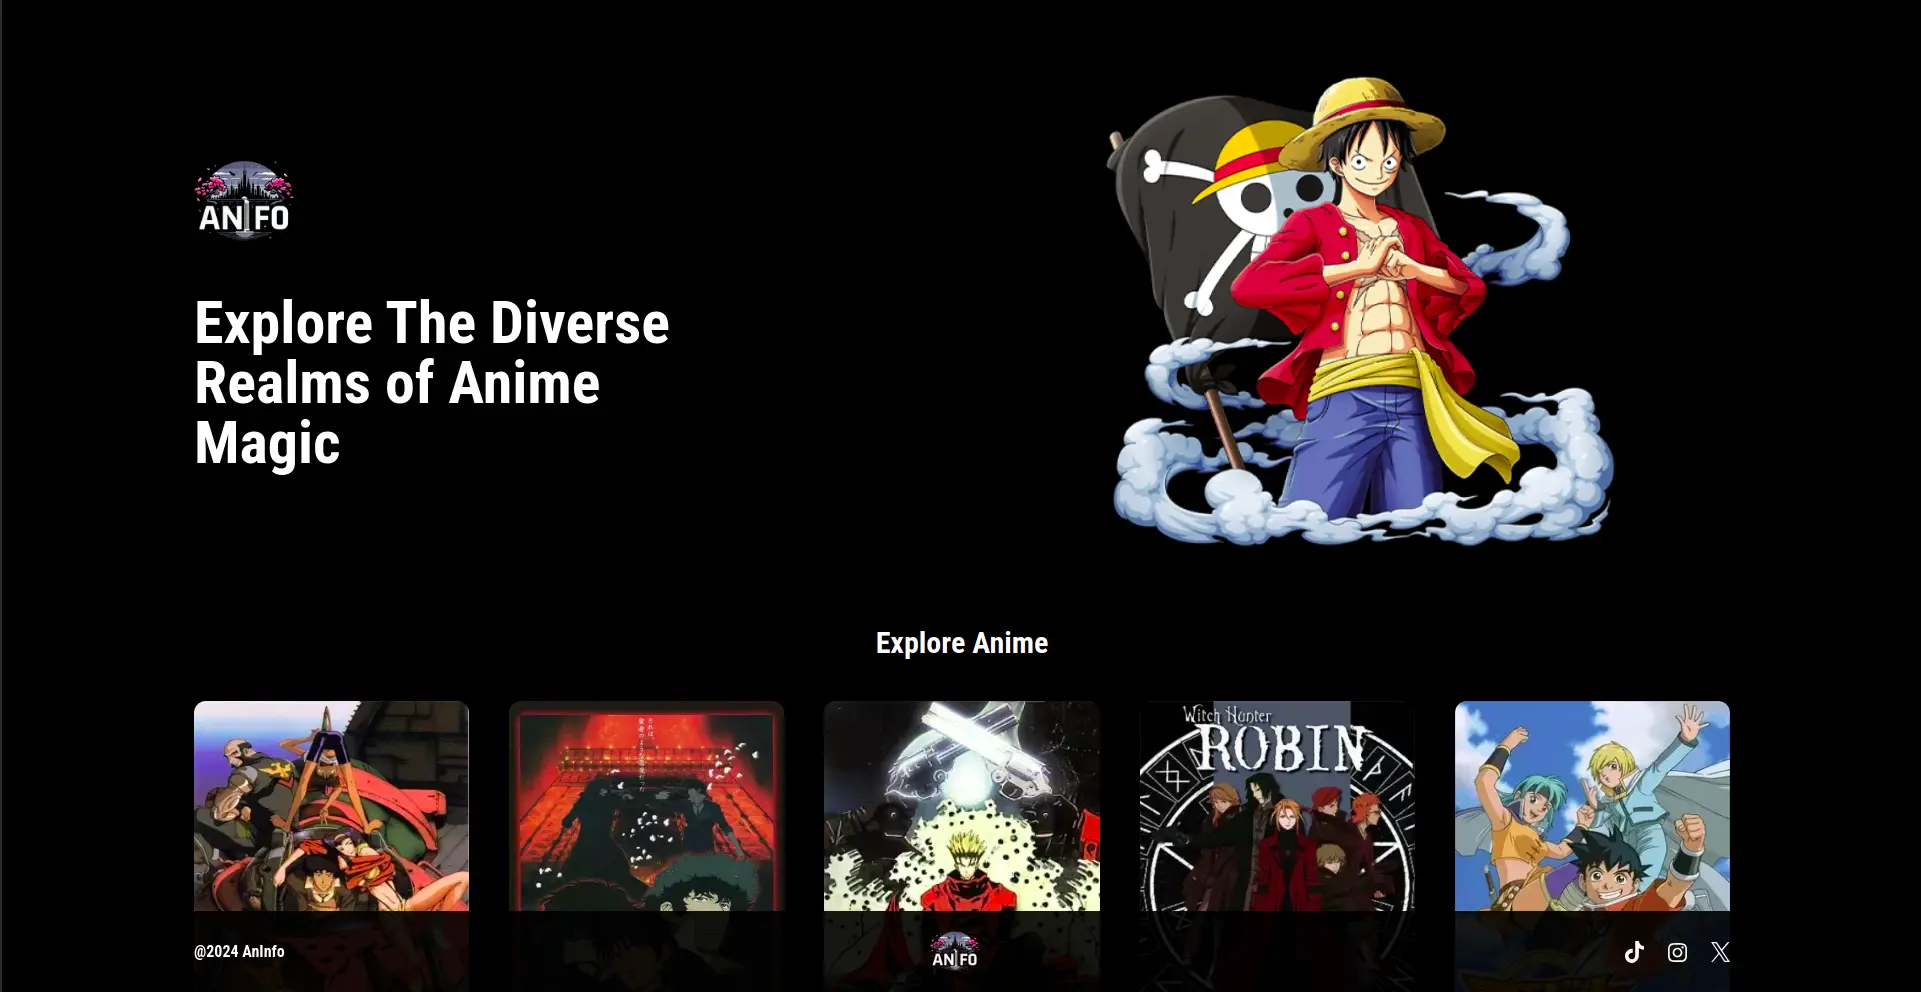 ANIFO
Explore The Diverse
Realms of Anime
Magic
Explore Anime
Witch Hunter
ROBIN
@2024 AnInfo
ANIFO